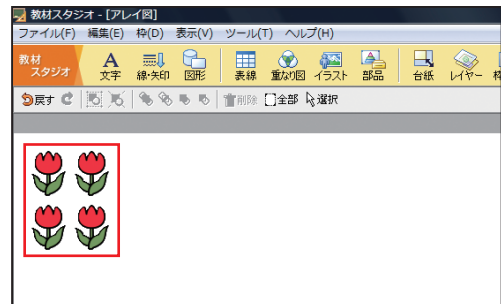 教材スタジオ - [アレイ図]
ファイル(F) 編集(E) 枠(D) 表示(V) ツール(T) ヘルプ(H)
教材スタジオ 文字 線・矢印 図形 表線 重なり図 イラスト 部品 台紙 レイヤー
戻す 削除 全部 選択